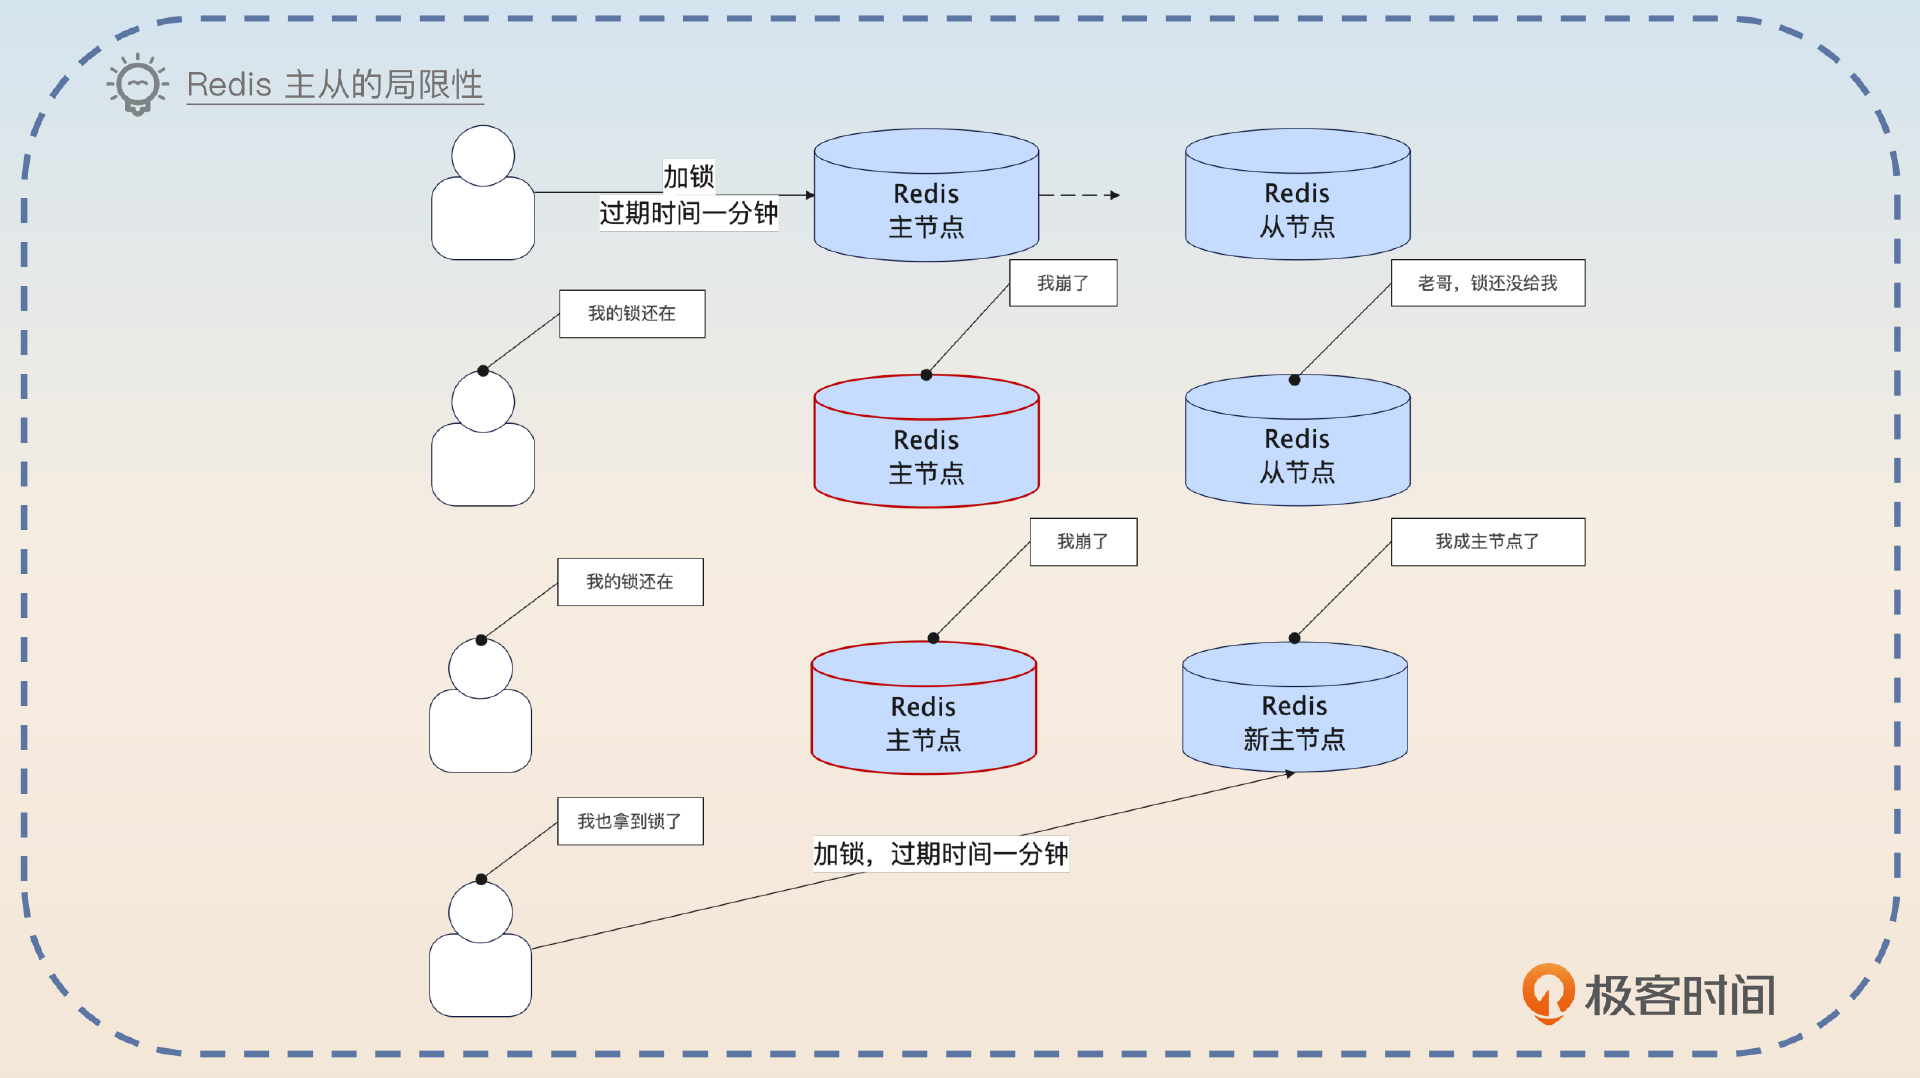 Redis 主从的局限性
加锁
过期时间一分钟
Redis
主节点
Redis
从节点
我的锁还在
我崩了
老哥，锁还没给我
Redis
主节点
Redis
从节点
我的锁还在
我崩了
我成主节点了
Redis
主节点
Redis
新主节点
我也拿到锁了
加锁，过期时间一分钟
极客时间